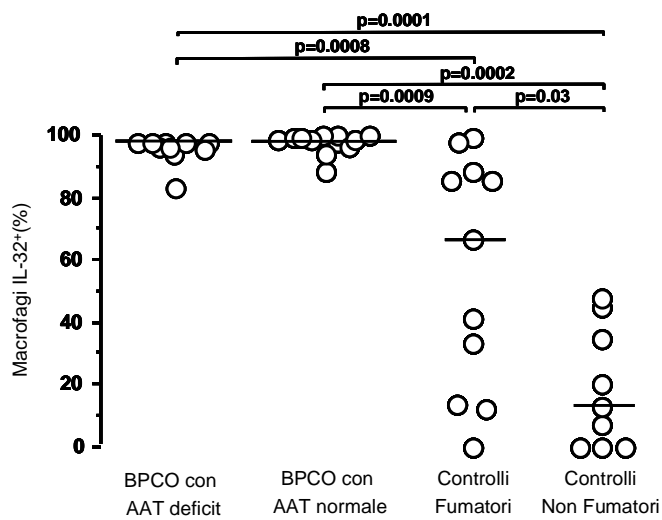 p=0.0001
p=0.0008
p=0.0002
p=0.0009 p=0.03
Macrofagi IL-32+(%)
100
80
60
40
20
0
BPCO con
AAT deficit
BPCO con
AAT normale
Controlli
Fumatori
Controlli
Non Fumatori